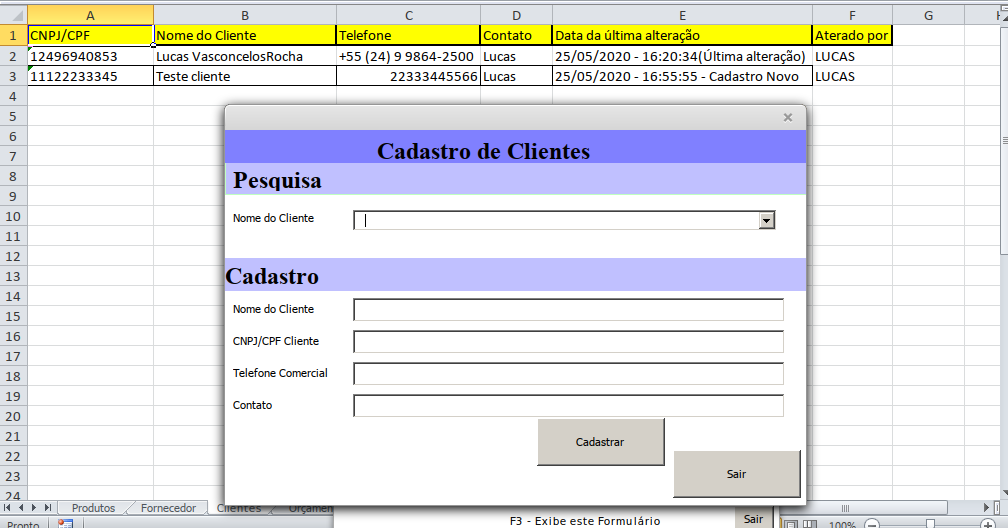 A B C D E F G H
1 CNPJ/CPF Nome do Cliente Telefone Contato Data da última alteração Aterado por
2 12496940853 Lucas VasconcelosRocha +55 (24) 9 9864-2500 Lucas 25/05/2020 - 16:20:34(Última alteração) LUCAS
3 11122233345 Teste cliente 22333445566 Lucas 25/05/2020 - 16:55:55 - Cadastro Novo LUCAS
4
5
6
7
8
9
10
11
12
13
14
15
16
17
18
19
20
21
22
23
24
Cadastro de Clientes
Pesquisa
Nome do Cliente
Cadastro
Nome do Cliente
CNPJ/CPF Cliente
Telefone Comercial
Contato
Cadastrar
Sair
Produtos Fornecedor Clientes Orçamen
F3 - Exibe este Formulário Sair
Pronto 100%